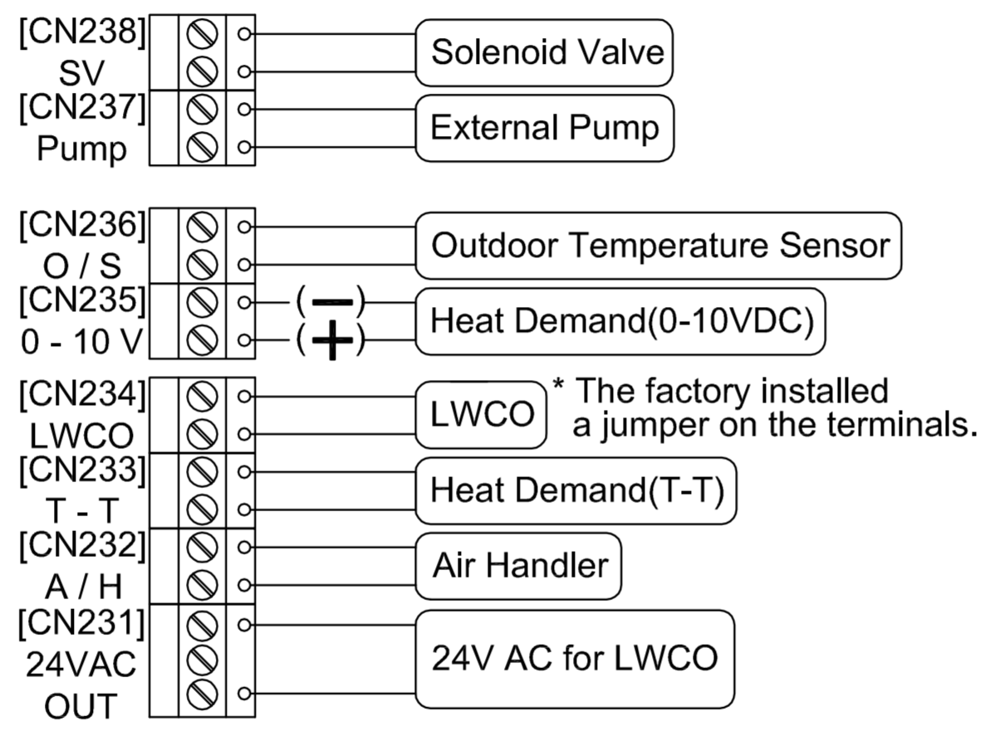 [CN238]
SV
Solenoid Valve
[CN237]
Pump
External Pump
[CN236]
O / S
Outdoor Temperature Sensor
[CN235]
0 - 10 V
(−)
(+)
Heat Demand(0-10VDC)
[CN234]
LWCO
LWCO
* The factory installed
a jumper on the terminals.
[CN233]
T - T
Heat Demand(T-T)
[CN232]
A / H
Air Handler
[CN231]
24VAC
OUT
24V AC for LWCO